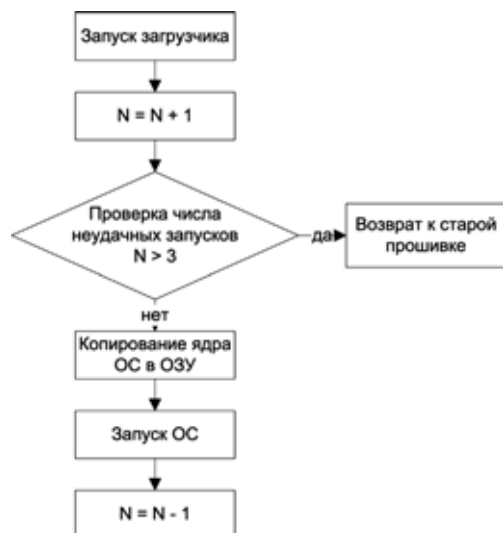 Запуск загрузчика
N = N + 1
Проверка числа
неудачных запусков
N > 3
да
Возврат к старой
прошивке
нет
Копирование ядра
ОС в ОЗУ
Запуск ОС
N = N - 1